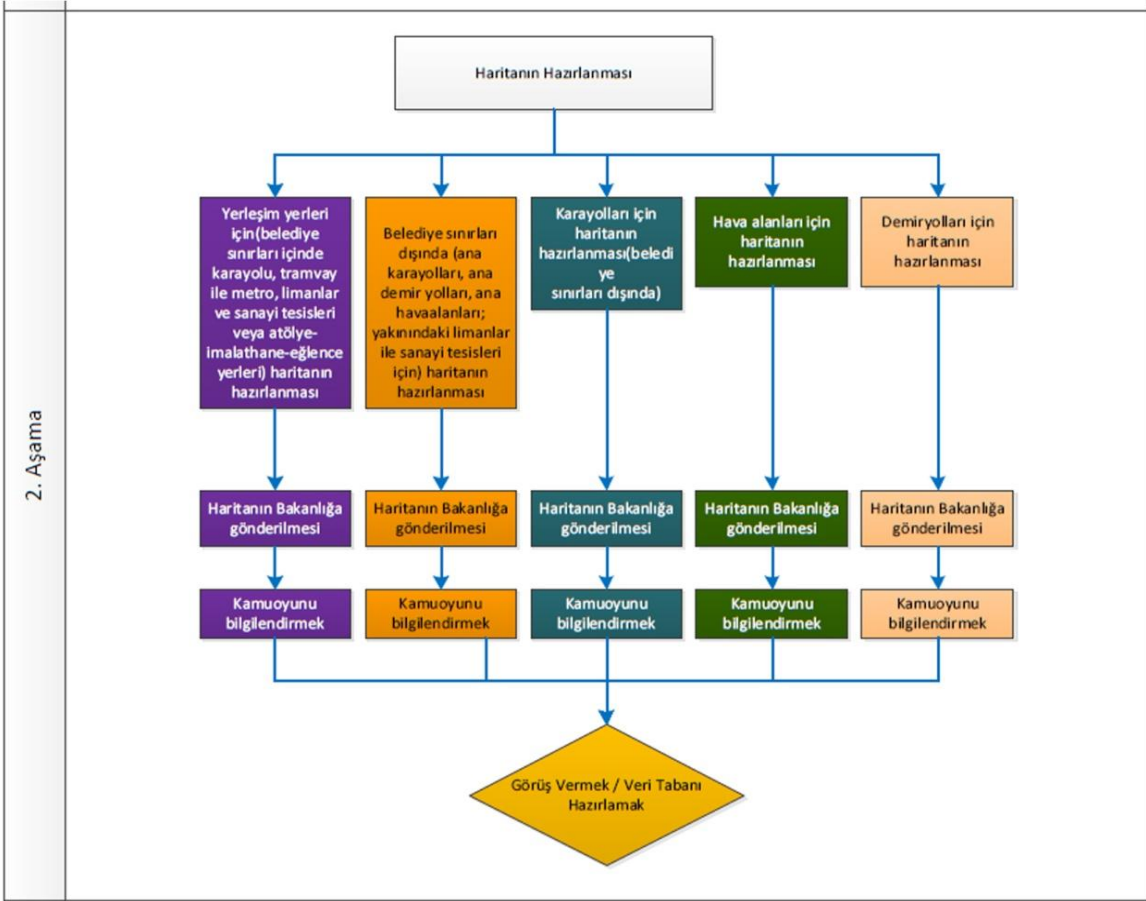 2. Aşama
Haritanın Hazırlanması
Yerleşim yerleri
için(belediye
sınırları içinde
karayolu, tramvay
ile metro, limanlar
ve sanayi tesisleri
veya atölye-
imalathane-eğlence
yerleri) haritanın
hazırlanması
Belediye sınırları
dışında (ana
karayolları, ana
demir yolları, ana
havaalanları;
yakınındaki limanlar
ile sanayi tesisleri
için) haritanın
hazırlanması
Karayolları için
haritanın
hazırlanması(beledi
ye
sınırları dışında)
Hava alanları için
haritanın
hazırlanması
Demiryolları için
haritanın
hazırlanması
Haritanın Bakanlığa
gönderilmesi
Haritanın Bakanlığa
gönderilmesi
Haritanın Bakanlığa
gönderilmesi
Haritanın Bakanlığa
gönderilmesi
Haritanın Bakanlığa
gönderilmesi
Kamuoyunu
bilgilendirmek
Kamuoyunu
bilgilendirmek
Kamuoyunu
bilgilendirmek
Kamuoyunu
bilgilendirmek
Kamuoyunu
bilgilendirmek
Görüş Vermek / Veri Tabanı
Hazırlamak